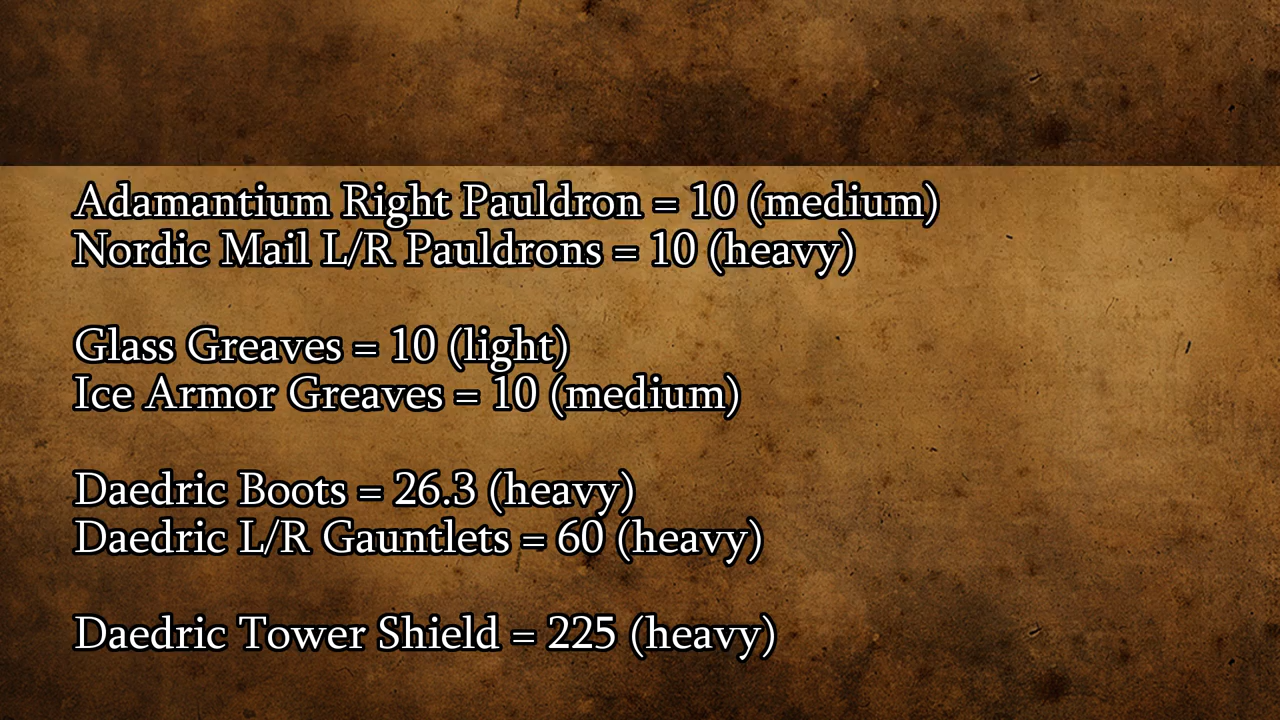 Adamantium Right Pauldron = 10 (medium)
Nordic Mail L/R Pauldrons = 10 (heavy)
Glass Greaves = 10 (light)
Ice Armor Greaves = 10 (medium)
Daedric Boots = 26.3 (heavy)
Daedric L/R Gauntlets = 60 (heavy)
Daedric Tower Shield = 225 (heavy)